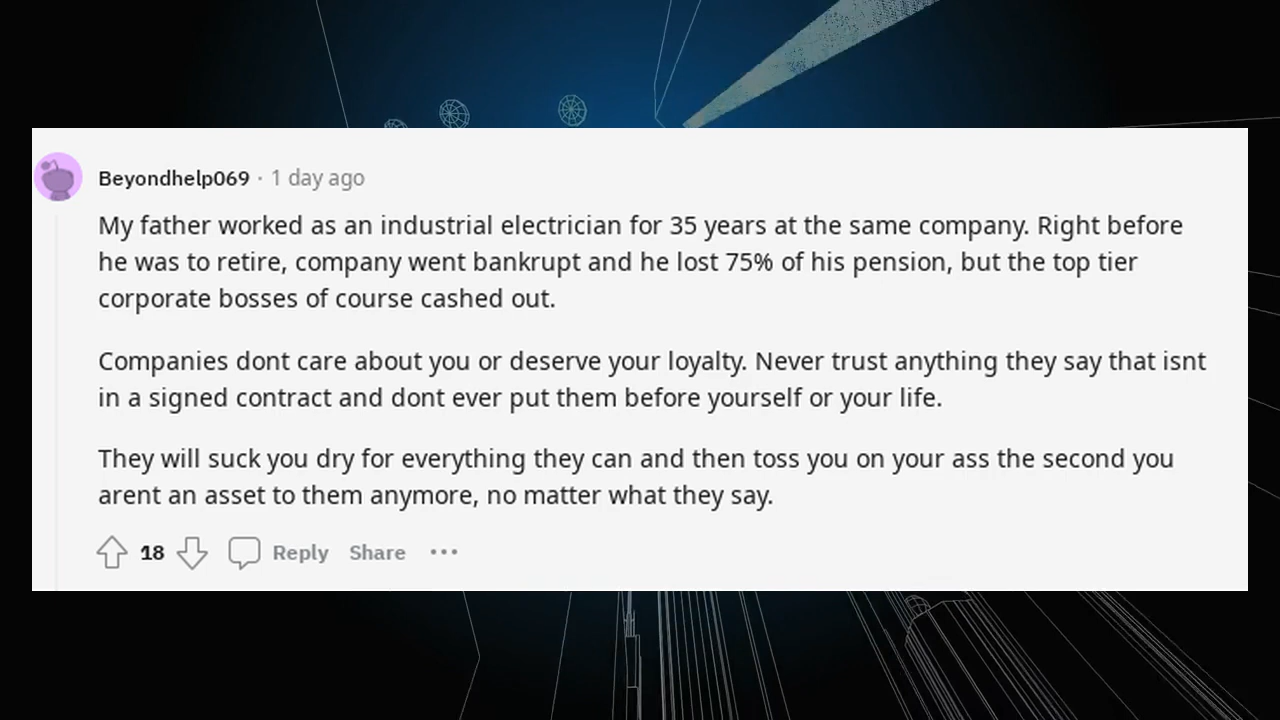 Beyondhelp069 · 1 day ago
My father worked as an industrial electrician for 35 years at the same company. Right before
he was to retire, company went bankrupt and he lost 75% of his pension, but the top tier
corporate bosses of course cashed out.
Companies dont care about you or deserve your loyalty. Never trust anything they say that isnt
in a signed contract and dont ever put them before yourself or your life.
They will suck you dry for everything they can and then toss you on your ass the second you
arent an asset to them anymore, no matter what they say.
18 Reply Share ···